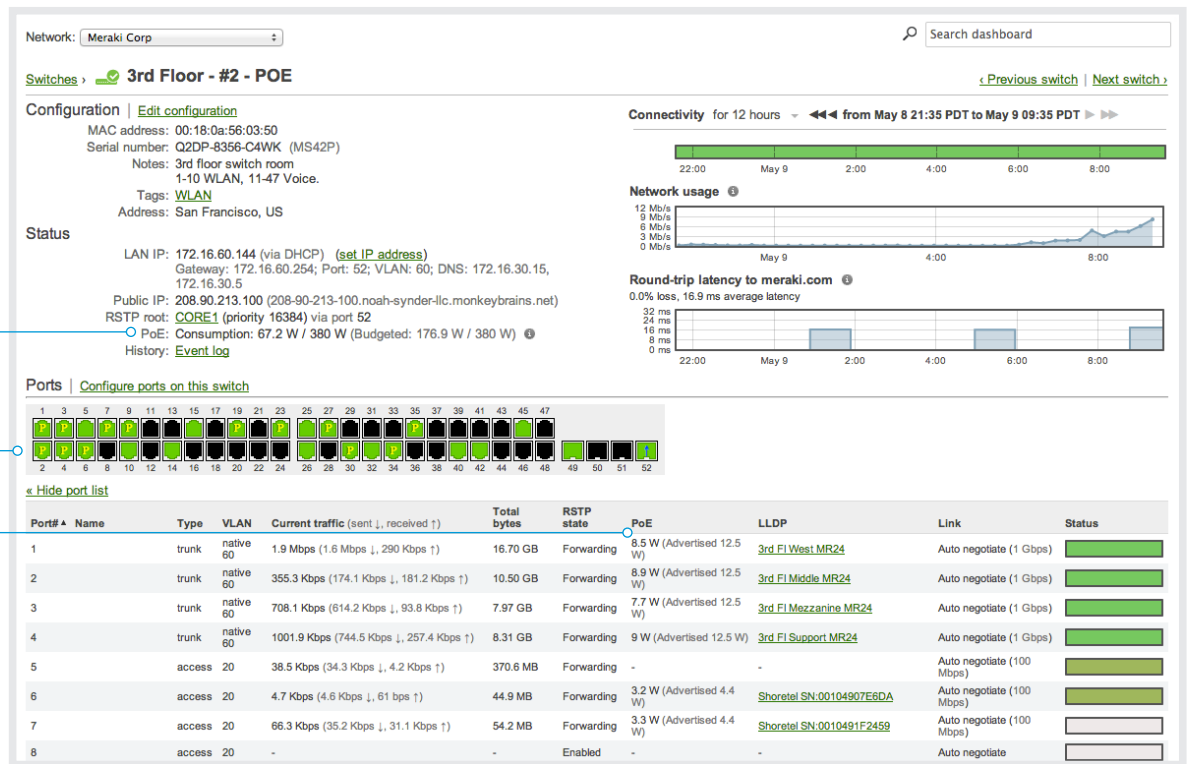 Network: Meraki Corp
Search dashboard
Switches › 3rd Floor - #2 - POE
‹ Previous switch | Next switch ›
Configuration | Edit configuration
MAC address: 00:18:0a:56:03:50
Serial number: Q2DP-8356-C4WK (MS42P)
Notes: 3rd floor switch room
1-10 WLAN, 11-47 Voice.
Tags: WLAN
Address: San Francisco, US
Status
LAN IP: 172.16.60.144 (via DHCP) (set IP address)
Gateway: 172.16.60.254; Port: 52; VLAN: 60; DNS: 172.16.30.15,
172.16.30.5
Public IP: 208.90.213.100 (208-90-213-100.noah-synder-llc.monkeybrains.net)
RSTP root: CORE1 (priority 16384) via port 52
PoE: Consumption: 67.2 W / 380 W (Budgeted: 176.9 W / 380 W)
History: Event log
Connectivity for 12 hours from May 8 21:35 PDT to May 9 09:35 PDT
22:00 May 9 2:00 4:00 6:00 8:00
Network usage
12 Mb/s
9 Mb/s
6 Mb/s
3 Mb/s
0 Mb/s
May 9 4:00 8:00
Round-trip latency to meraki.com
0.0% loss, 16.9 ms average latency
32 ms
24 ms
16 ms
8 ms
0 ms
22:00 May 9 2:00 4:00 6:00 8:00
Ports | Configure ports on this switch
1 3 5 7 9 11 13 15 17 19 21 23 25 27 29 31 33 35 37 39 41 43 45 47
P P P P P P P P
P P P P P
2 4 6 8 10 12 14 16 18 20 22 24 26 28 30 32 34 36 38 40 42 44 46 48 49 50 51 52
« Hide port list
Port# Name Type VLAN Current traffic (sent ↓, received ↑) Total bytes RSTP state PoE LLDP Link Status
1 trunk native 60 1.9 Mbps (1.6 Mbps ↓, 290 Kbps ↑) 16.70 GB Forwarding 8.5 W (Advertised 12.5 W) 3rd Fl West MR24 Auto negotiate (1 Gbps)
2 trunk native 60 355.3 Kbps (174.1 Kbps ↓, 181.2 Kbps ↑) 10.50 GB Forwarding 8.9 W (Advertised 12.5 W) 3rd Fl Middle MR24 Auto negotiate (1 Gbps)
3 trunk native 60 708.1 Kbps (614.2 Kbps ↓, 93.8 Kbps ↑) 7.97 GB Forwarding 7.7 W (Advertised 12.5 W) 3rd Fl Mezzanine MR24 Auto negotiate (1 Gbps)
4 trunk native 60 1001.9 Kbps (744.5 Kbps ↓, 257.4 Kbps ↑) 8.31 GB Forwarding 9 W (Advertised 12.5 W) 3rd Fl Support MR24 Auto negotiate (1 Gbps)
5 access 20 38.5 Kbps (34.3 Kbps ↓, 4.2 Kbps ↑) 370.6 MB Forwarding - - Auto negotiate (100 Mbps)
6 access 20 4.7 Kbps (4.6 Kbps ↓, 61 bps ↑) 44.9 MB Forwarding 3.2 W (Advertised 4.4 W) Shoretel SN:00104907E6DA Auto negotiate (100 Mbps)
7 access 20 66.3 Kbps (35.2 Kbps ↓, 31.1 Kbps ↑) 54.2 MB Forwarding 3.3 W (Advertised 4.4 W) Shoretel SN:0010491F2459 Auto negotiate (100 Mbps)
8 access 20 - - Enabled - - Auto negotiate